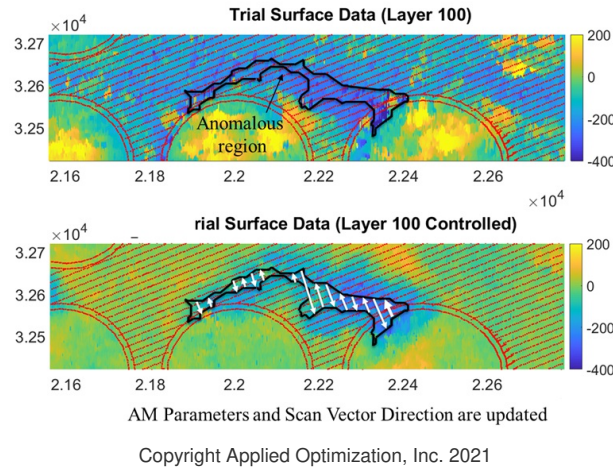 Trial Surface Data (Layer 100)
×10⁴
3.27
3.26
3.25
Anomalous
region
2.16 2.18 2.2 2.22 2.24 2.26
×10⁴
200
0
-200
-400
rial Surface Data (Layer 100 Controlled)
×10⁴
3.27
3.26
3.25
2.16 2.18 2.2 2.22 2.24 2.26
200
0
-200
-400
AM Parameters and Scan Vector Direction are updated
Copyright Applied Optimization, Inc. 2021